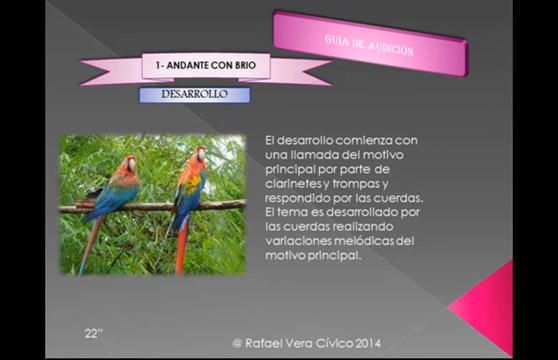 GUIA DE AUDICIÓN
1- ANDANTE CON BRIO
DESARROLLO
El desarrollo comienza con
una llamada del motivo
principal por parte de
clarinetes y trompas y
respondido por las cuerdas.
El tema es desarrollado por
las cuerdas realizando
variaciones melódicas del
motivo principal.
22"
@ Rafael Vera Cívico 2014